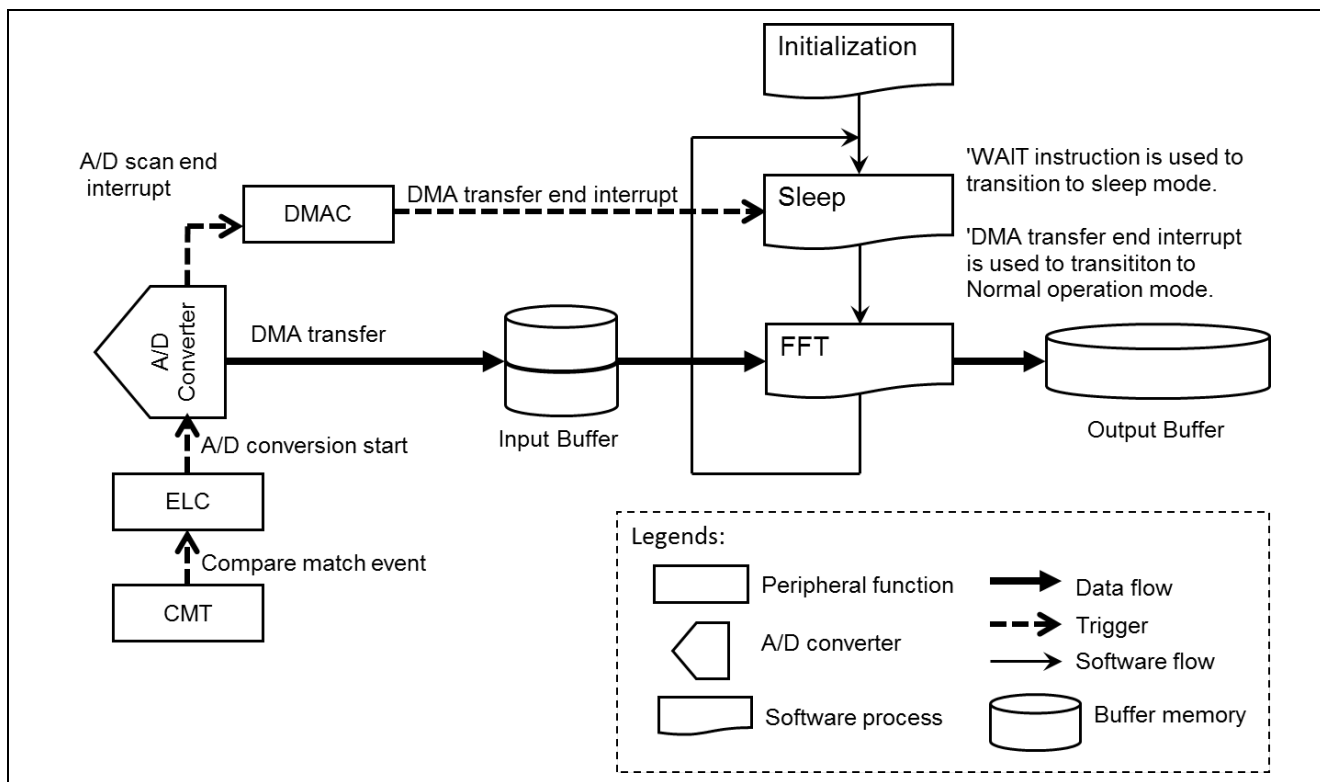 Initialization
A/D scan end
interrupt
DMAC
DMA transfer end interrupt
Sleep
'WAIT instruction is used to
transition to sleep mode.
'DMA transfer end interrupt
is used to transititon to
Normal operation mode.
A/D
Converter
DMA transfer
Input Buffer
FFT
Output Buffer
A/D conversion start
ELC
Compare match event
CMT
Legends:
Peripheral function
Data flow
A/D converter
Trigger
Software flow
Software process
Buffer memory